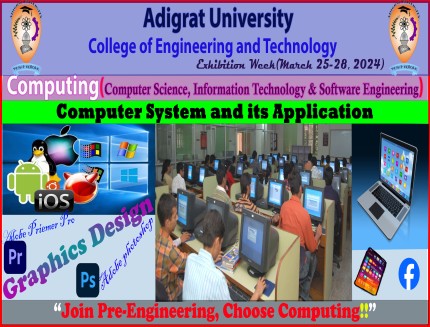 Adigrat University
College of Engineering and Technology
Exhibition Week(March 25-28, 2024)
Computing(Computer Science, Information Technology & Software Engineering)
Computer System and its Application
iOS
Adobe Priemer Pro
Pr
Graphics Design
Ps
Adobe photoshop
"Join Pre-Engineering, Choose Computing!!"